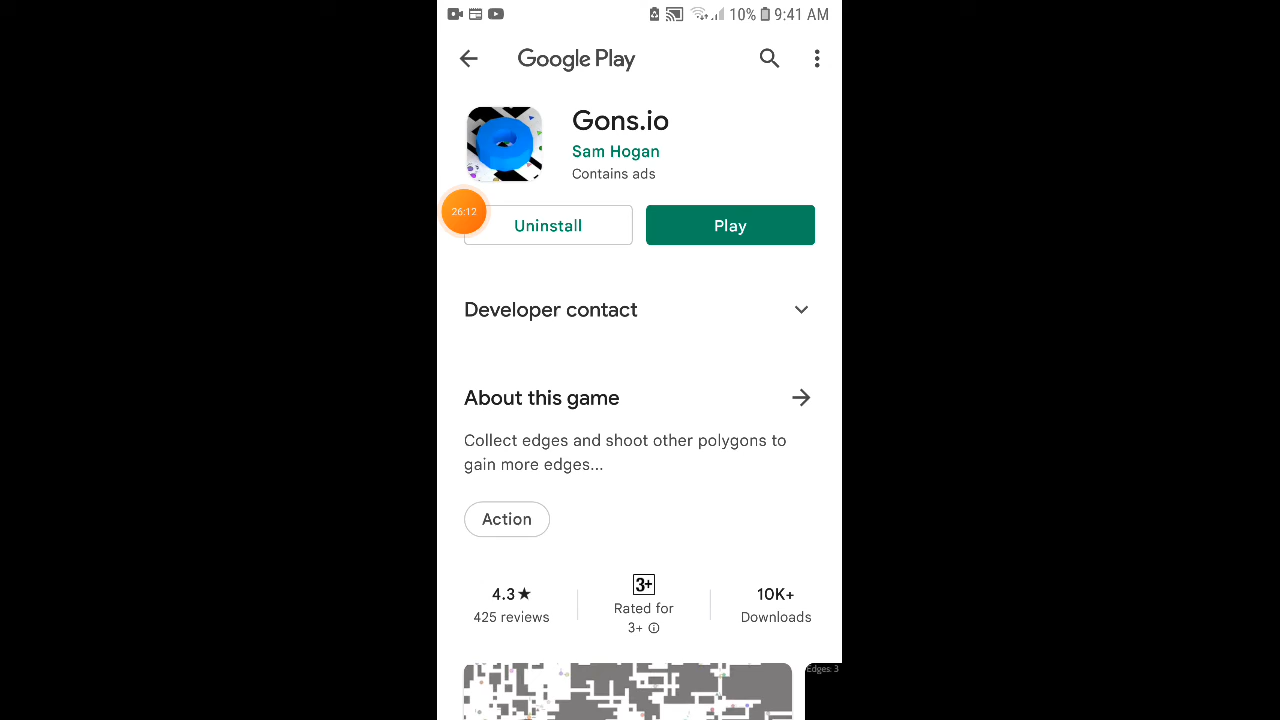 10% 9:41 AM
Google Play
Gons.io
Sam Hogan
Contains ads
26:12
Uninstall
Play
Developer contact
About this game
Collect edges and shoot other polygons to
gain more edges...
Action
4.3★
425 reviews
3+
Rated for
3+
10K+
Downloads
Edges: 3